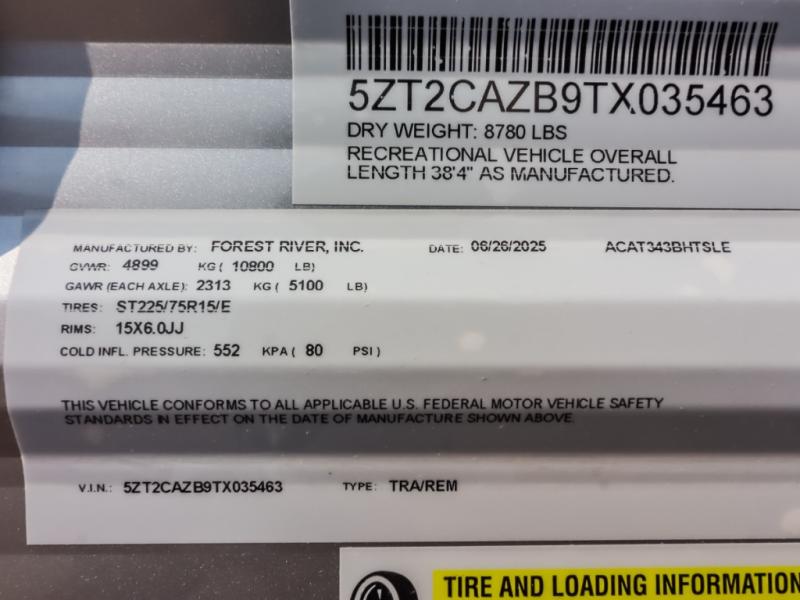 5ZT2CAZB9TX035463
DRY WEIGHT: 8780 LBS
RECREATIONAL VEHICLE OVERALL
LENGTH 38'4" AS MANUFACTURED.
MANUFACTURED BY: FOREST RIVER, INC. DATE: 06/26/2025 ACAT343BHTSLE
GVWR: 4899 KG ( 10800 LB)
GAWR (EACH AXLE): 2313 KG ( 5100 LB)
TIRES: ST225/75R15/E
RIMS: 15X6.0JJ
COLD INFL. PRESSURE: 552 KPA ( 80 PSI )
THIS VEHICLE CONFORMS TO ALL APPLICABLE U.S. FEDERAL MOTOR VEHICLE SAFETY
STANDARDS IN EFFECT ON THE DATE OF MANUFACTURE SHOWN ABOVE.
V.I.N.: 5ZT2CAZB9TX035463 TYPE: TRA/REM
TIRE AND LOADING INFORMATION